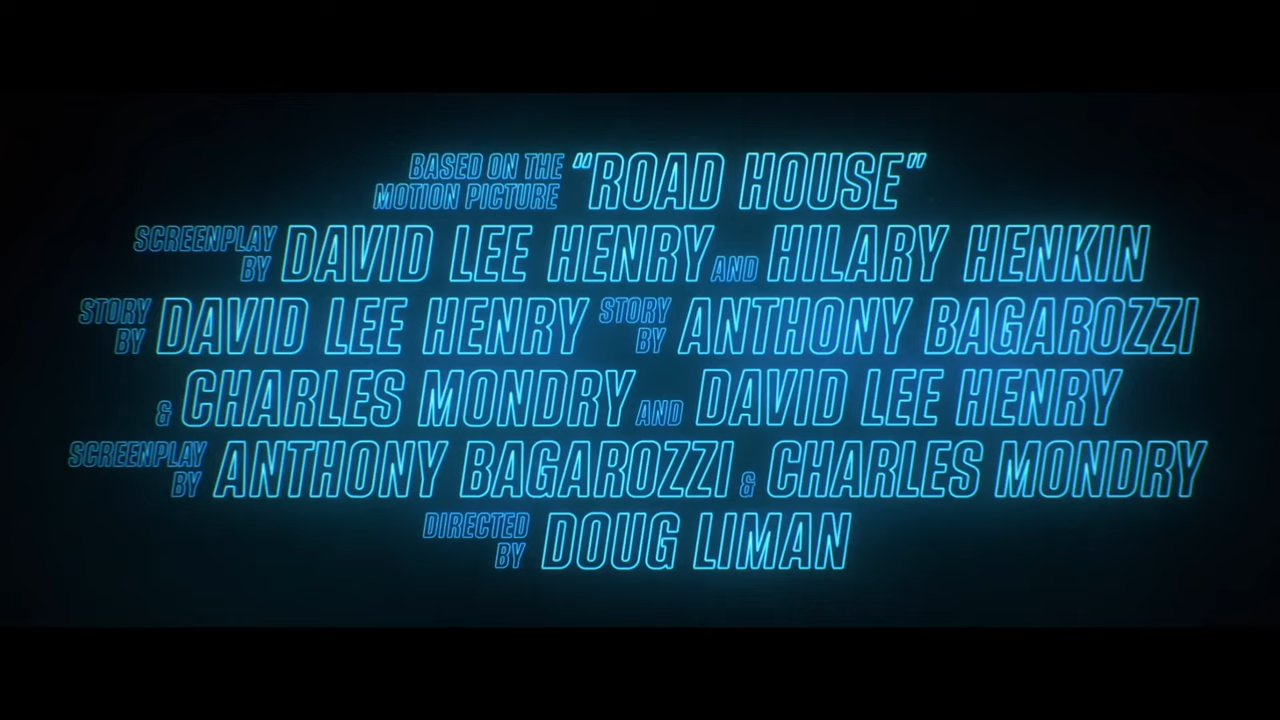 BASED ON THE MOTION PICTURE "ROAD HOUSE"
SCREENPLAY BY DAVID LEE HENRY AND HILARY HENKIN
STORY BY DAVID LEE HENRY STORY BY ANTHONY BAGAROZZI
& CHARLES MONDRY AND DAVID LEE HENRY
SCREENPLAY BY ANTHONY BAGAROZZI & CHARLES MONDRY
DIRECTED BY DOUG LIMAN